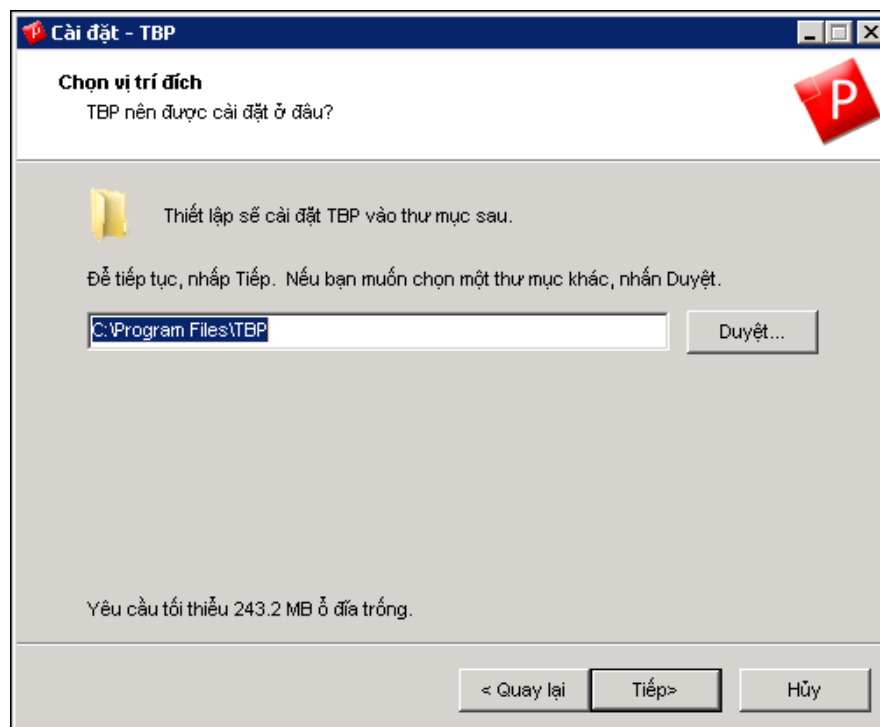 Cài đặt - TBP
Chọn vị trí đích
TBP nên được cài đặt ở đâu?
P
Thiết lập sẽ cài đặt TBP vào thư mục sau.
Để tiếp tục, nhấp Tiếp. Nếu bạn muốn chọn một thư mục khác, nhấn Duyệt.
C:\Program Files\TBP
Duyệt...
Yêu cầu tối thiểu 243.2 MB ổ đĩa trống.
< Quay lại
Tiếp>
Hủy